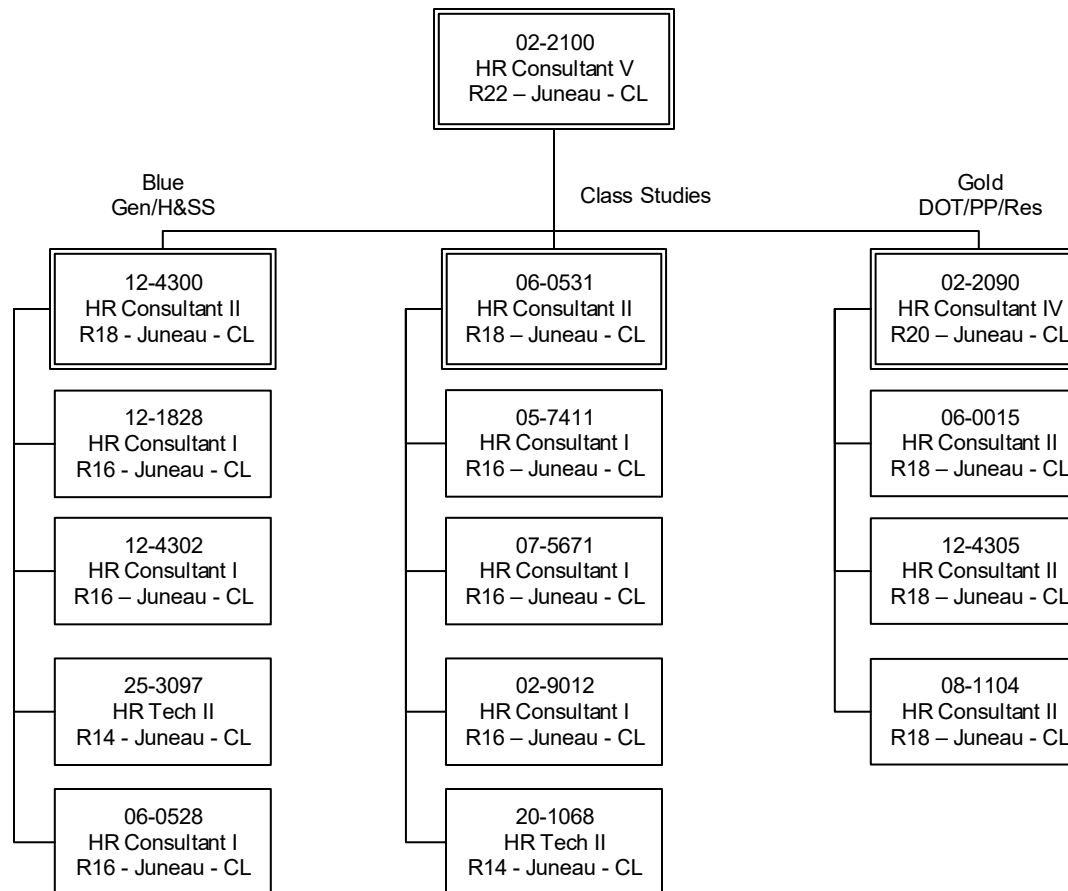 02-2100
HR Consultant V
R22 – Juneau - CL
Blue
Gen/H&SS
Class Studies
Gold
DOT/PP/Res
12-4300
HR Consultant II
R18 - Juneau - CL
12-1828
HR Consultant I
R16 - Juneau - CL
12-4302
HR Consultant I
R16 – Juneau - CL
25-3097
HR Tech II
R14 - Juneau - CL
06-0528
HR Consultant I
R16 - Juneau - CL
06-0531
HR Consultant II
R18 – Juneau - CL
05-7411
HR Consultant I
R16 – Juneau - CL
07-5671
HR Consultant I
R16 – Juneau - CL
02-9012
HR Consultant I
R16 – Juneau - CL
20-1068
HR Tech II
R14 - Juneau - CL
02-2090
HR Consultant IV
R20 – Juneau - CL
06-0015
HR Consultant II
R18 – Juneau - CL
12-4305
HR Consultant II
R18 – Juneau - CL
08-1104
HR Consultant II
R18 – Juneau - CL